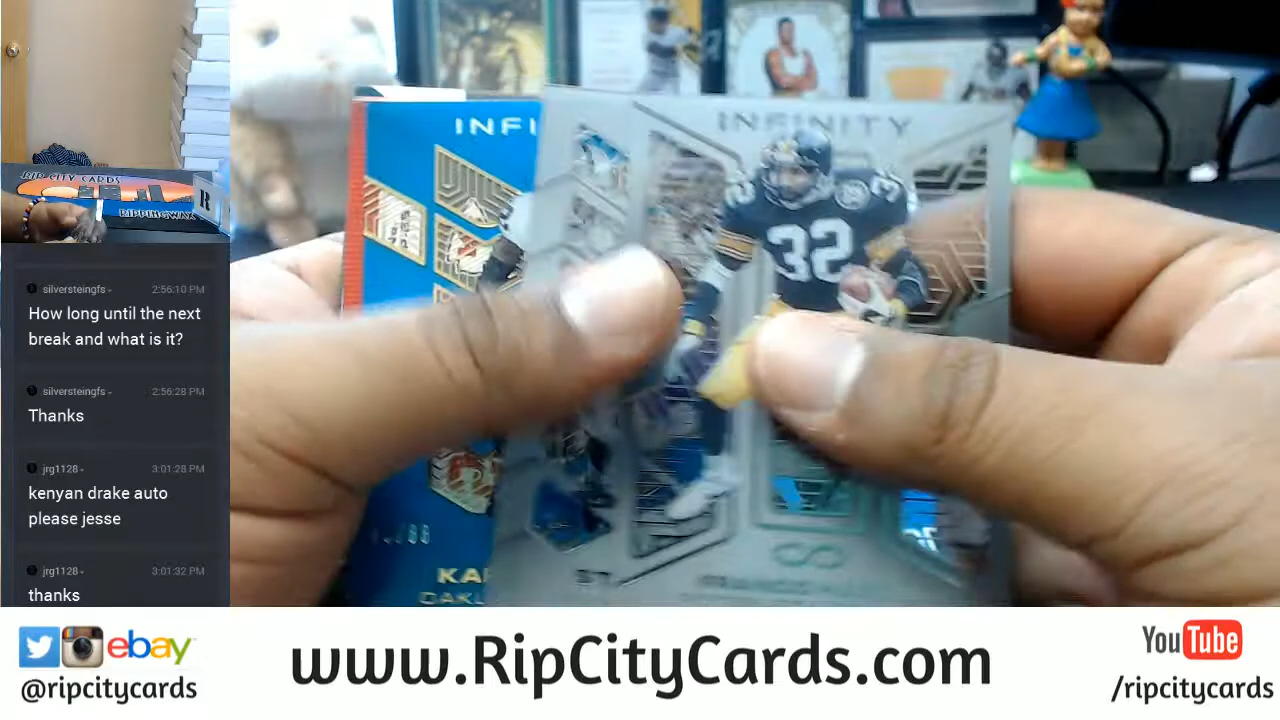 RIP CITY CARDS
RIPPINGWAX
R
silversteingfs
2:56:10 PM
How long until the next
break and what is it?
silversteingfs
2:56:28 PM
Thanks
jrg1128
3:01:28 PM
kenyan drake auto
please jesse
jrg1128
3:01:32 PM
thanks
INFI
KA
OAK
INFINITY
32
32
@ripcitycards
ebay
www.RipCityCards.com
YouTube
/ripcitycards